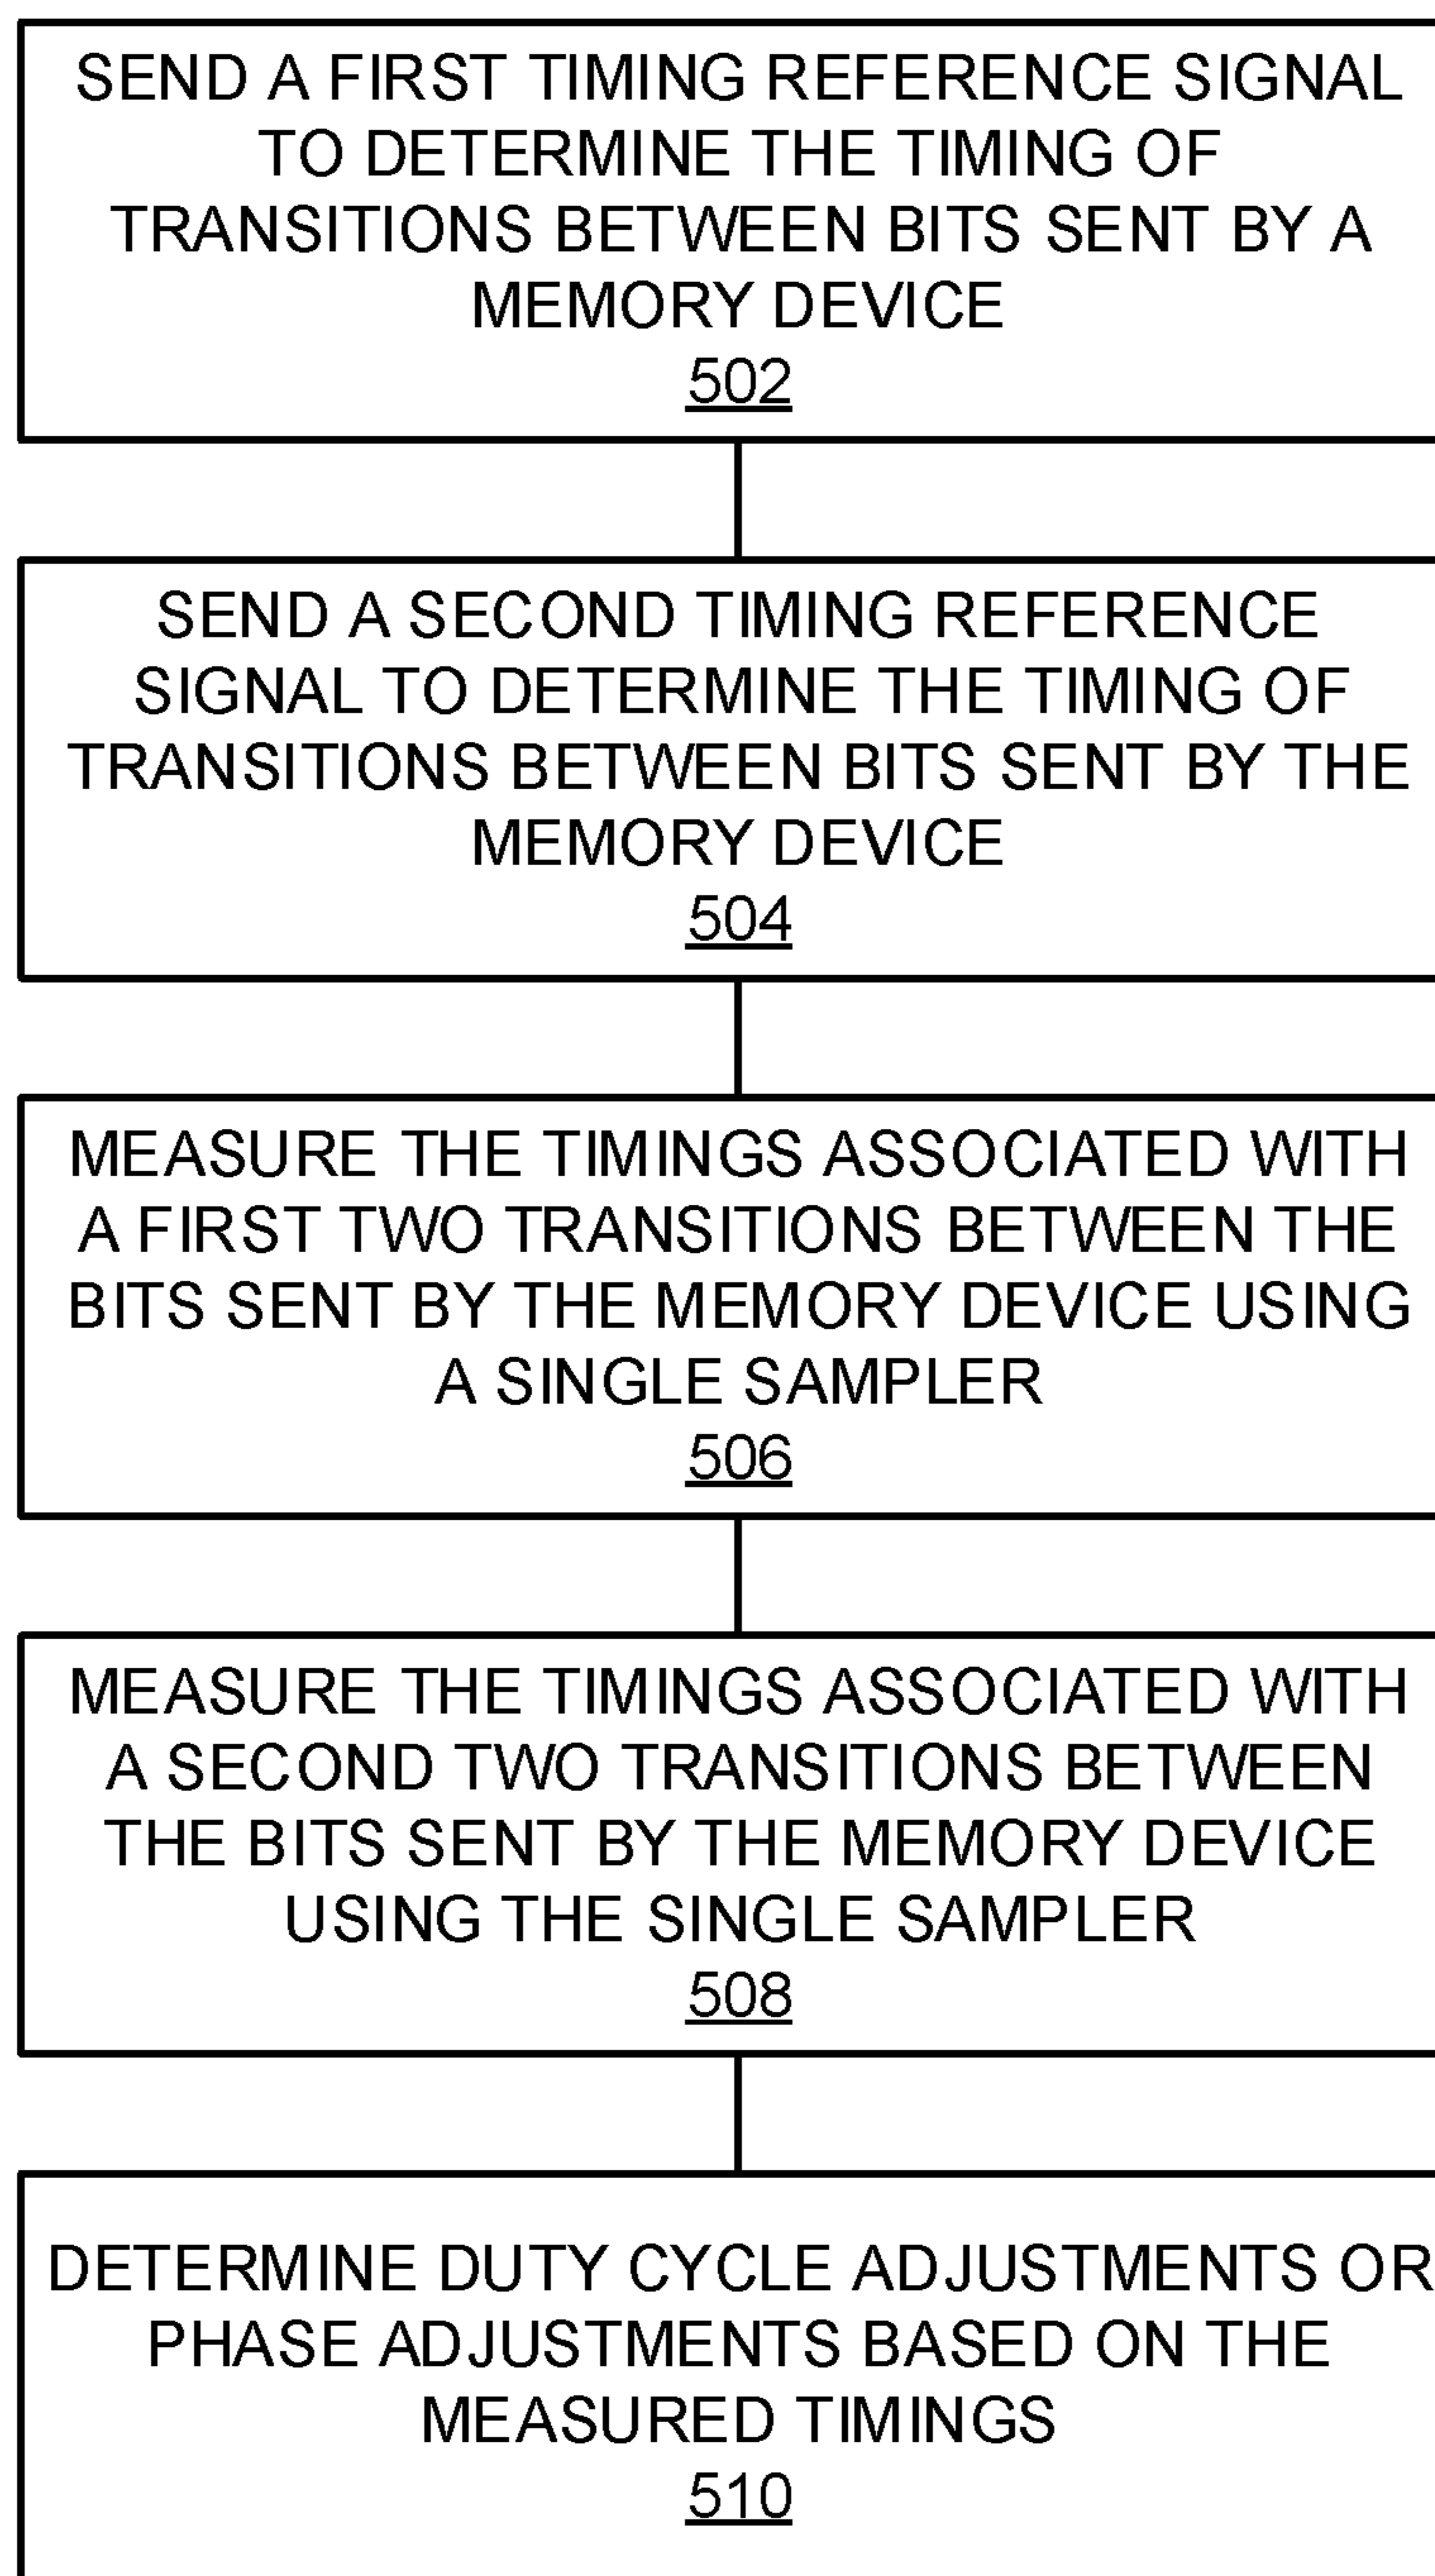 SEND A FIRST TIMING REFERENCE SIGNAL
TO DETERMINE THE TIMING OF
TRANSITIONS BETWEEN BITS SENT BY A
MEMORY DEVICE
502
SEND A SECOND TIMING REFERENCE
SIGNAL TO DETERMINE THE TIMING OF
TRANSITIONS BETWEEN BITS SENT BY THE
MEMORY DEVICE
504
MEASURE THE TIMINGS ASSOCIATED WITH
A FIRST TWO TRANSITIONS BETWEEN THE
BITS SENT BY THE MEMORY DEVICE USING
A SINGLE SAMPLER
506
MEASURE THE TIMINGS ASSOCIATED WITH
A SECOND TWO TRANSITIONS BETWEEN
THE BITS SENT BY THE MEMORY DEVICE
USING THE SINGLE SAMPLER
508
DETERMINE DUTY CYCLE ADJUSTMENTS OR
PHASE ADJUSTMENTS BASED ON THE
MEASURED TIMINGS
510